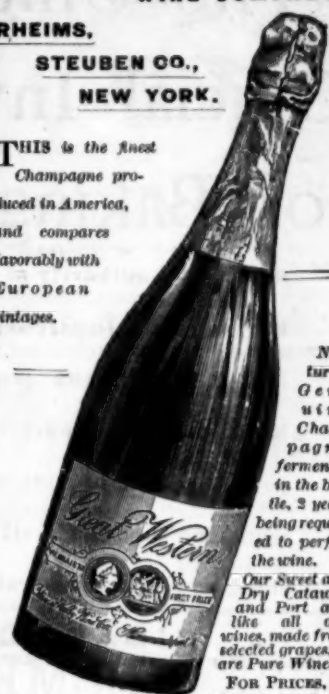 RHEIMS,
STEUBEN CO.,
NEW YORK.
THIS is the finest
Champagne pro-
duced in America,
and compares
favorably with
European
vintages.
Great Western
FIRST PRIZE
N
tur
Ge
ui
Cha
pagn
fermen
in the b
tle, 2 ye
being requ
ed to perf
the wine.
Our Sweet a
Dry Cataw
and Port a
like all o
wines, made fr
selected grapes,
are Pure Wine
FOR PRICES,